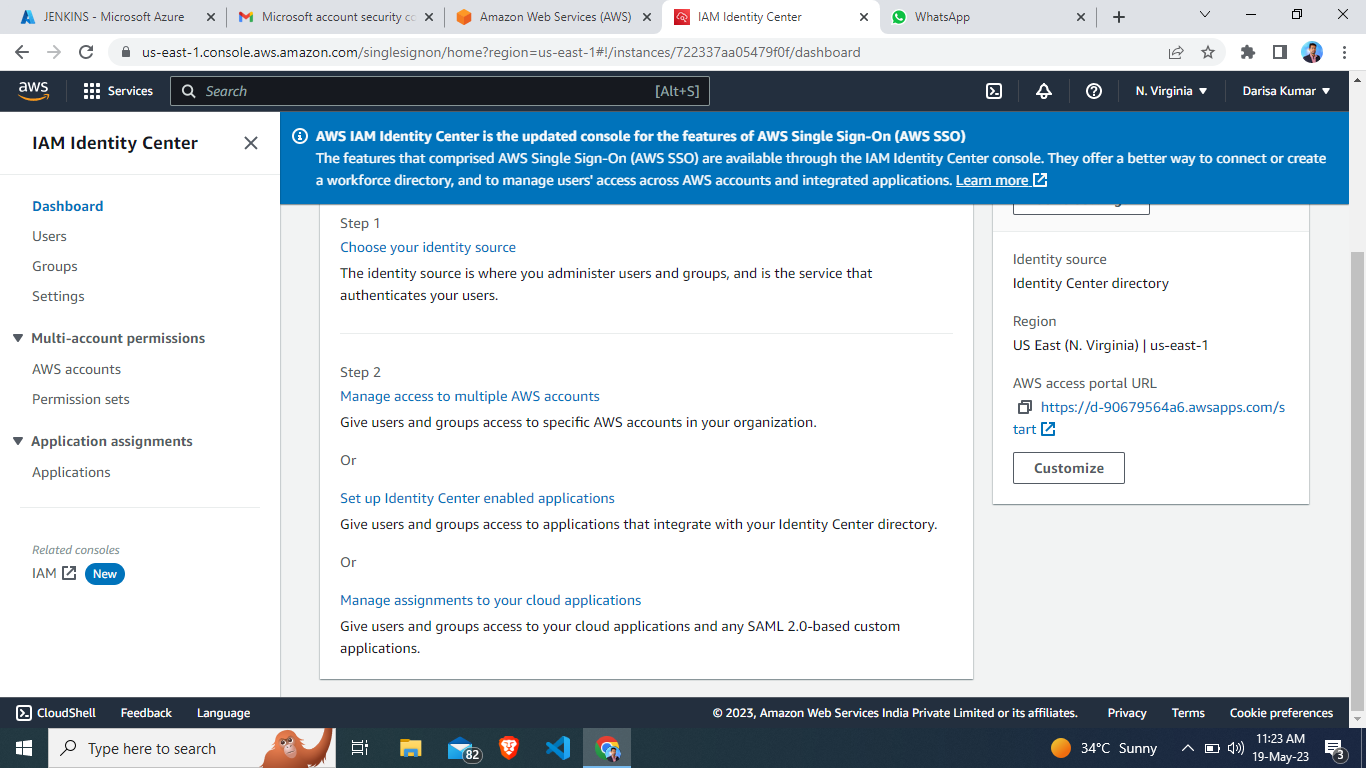 JENKINS - Microsoft Azure
Microsoft account security co
Amazon Web Services (AWS)
IAM Identity Center
WhatsApp
us-east-1.console.aws.amazon.com/singlesignon/home?region=us-east-1#!/instances/722337aa05479f0f/dashboard
aws
Services
Search
[Alt+S]
N. Virginia
Darisa Kumar
IAM Identity Center
Dashboard
Users
Groups
Settings
Multi-account permissions
AWS accounts
Permission sets
Application assignments
Applications
Related consoles
IAM New
AWS IAM Identity Center is the updated console for the features of AWS Single Sign-On (AWS SSO)
The features that comprised AWS Single Sign-On (AWS SSO) are available through the IAM Identity Center console. They offer a better way to connect or create
a workforce directory, and to manage users' access across AWS accounts and integrated applications. Learn more
Step 1
Choose your identity source
The identity source is where you administer users and groups, and is the service that
authenticates your users.
Step 2
Manage access to multiple AWS accounts
Give users and groups access to specific AWS accounts in your organization.
Or
Set up Identity Center enabled applications
Give users and groups access to applications that integrate with your Identity Center directory.
Or
Manage assignments to your cloud applications
Give users and groups access to your cloud applications and any SAML 2.0-based custom
applications.
Identity source
Identity Center directory
Region
US East (N. Virginia) | us-east-1
AWS access portal URL
https://d-90679564a6.awsapps.com/s
tart
Customize
CloudShell
Feedback
Language
© 2023, Amazon Web Services India Private Limited or its affiliates.
Privacy
Terms
Cookie preferences
Type here to search
82
34°C Sunny
11:23 AM
19-May-23
3